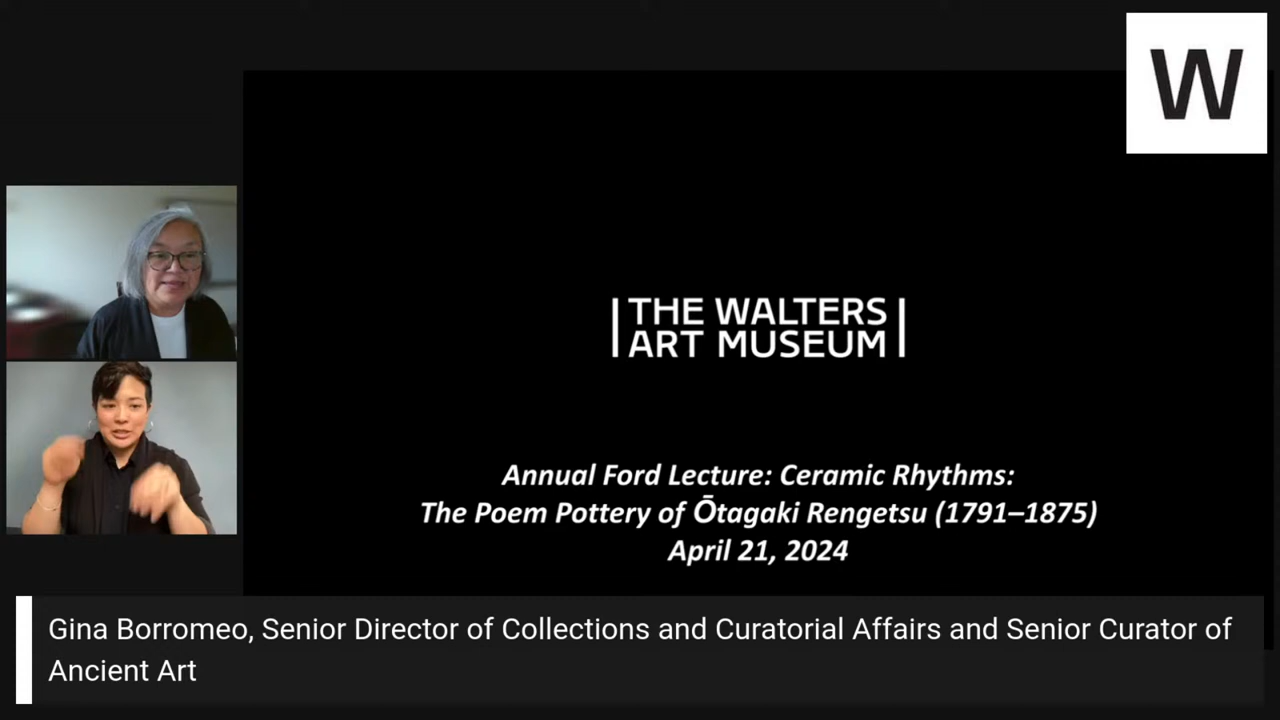 W
THE WALTERS
ART MUSEUM
Annual Ford Lecture: Ceramic Rhythms:
The Poem Pottery of Ōtagaki Rengetsu (1791–1875)
April 21, 2024
Gina Borromeo, Senior Director of Collections and Curatorial Affairs and Senior Curator of
Ancient Art